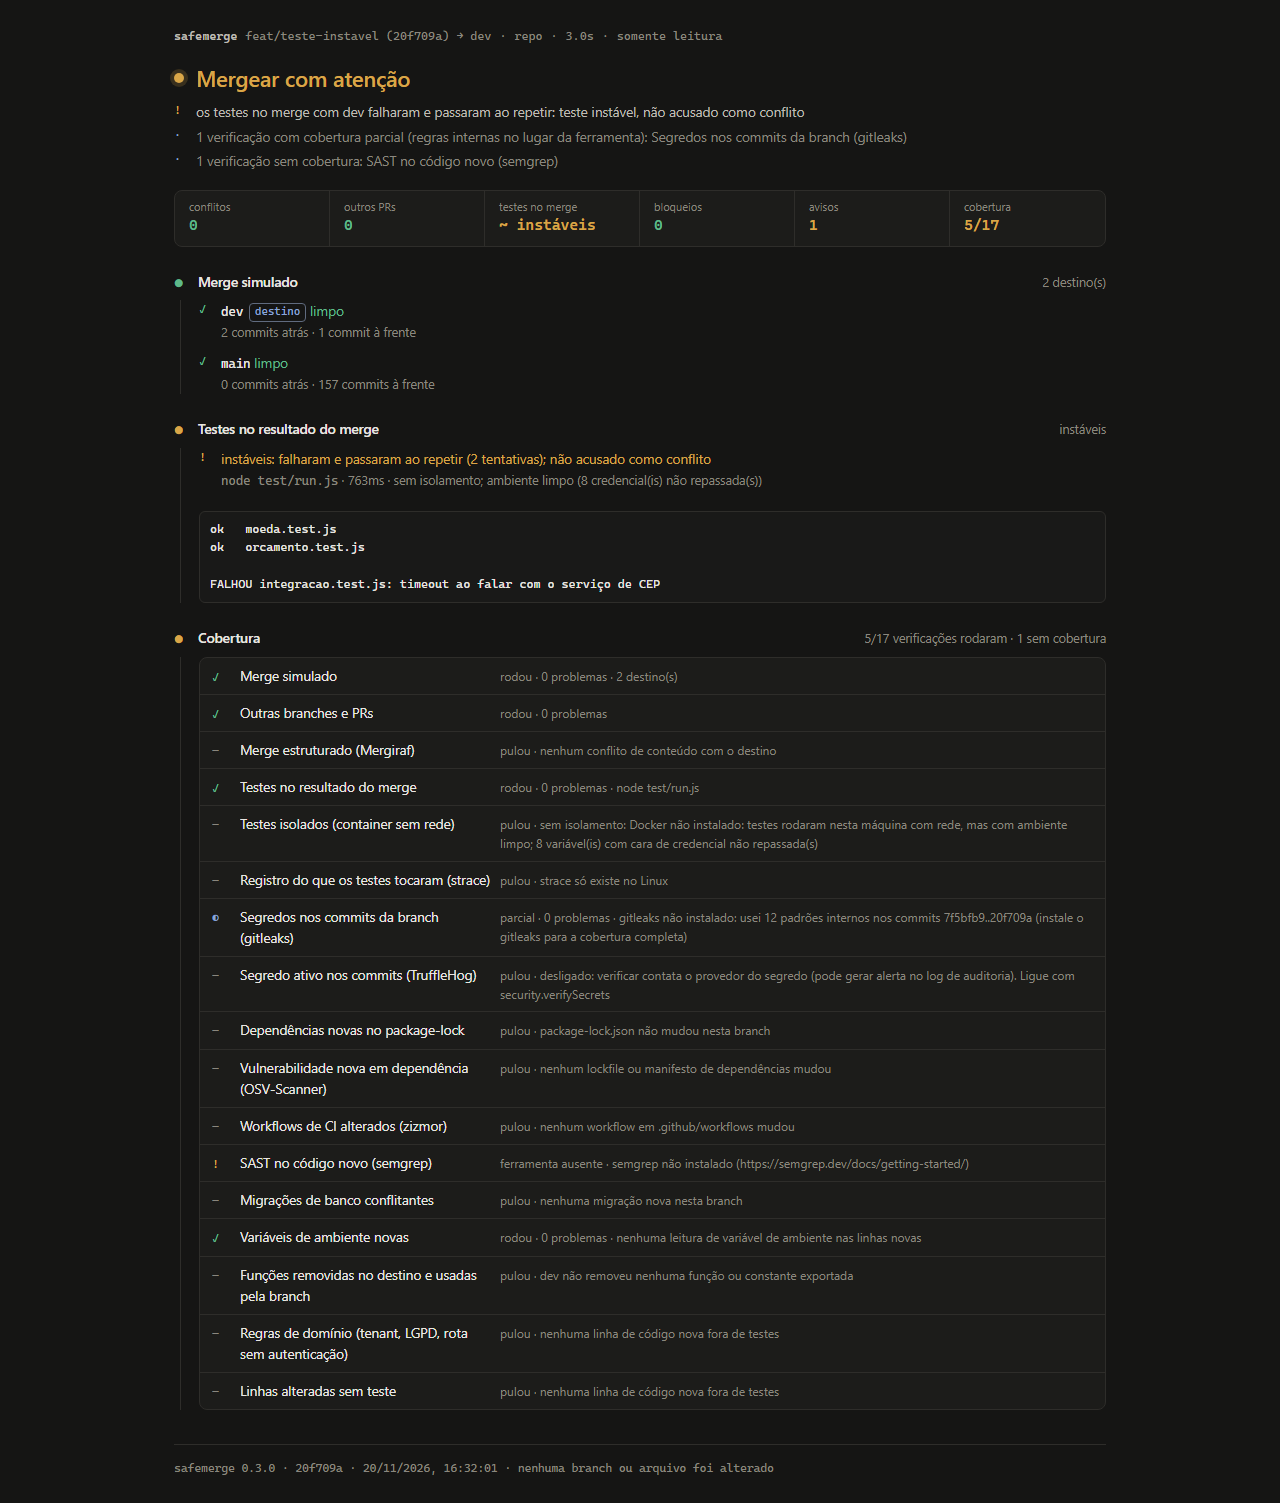 safemerge feat/teste-instavel (20f709a) → dev · repo · 3.0s · somente leitura
Mergear com atenção
! os testes no merge com dev falharam e passaram ao repetir: teste instável, não acusado como conflito
· 1 verificação com cobertura parcial (regras internas no lugar da ferramenta): Segredos nos commits da branch (gitleaks)
· 1 verificação sem cobertura: SAST no código novo (semgrep)
conflitos
0
outros PRs
0
testes no merge
~ instáveis
bloqueios
0
avisos
1
cobertura
5/17
Merge simulado 2 destino(s)
✓ dev destino limpo
2 commits atrás · 1 commit à frente
✓ main limpo
0 commits atrás · 157 commits à frente
Testes no resultado do merge instáveis
! instáveis: falharam e passaram ao repetir (2 tentativas); não acusado como conflito
node test/run.js · 763ms · sem isolamento; ambiente limpo (8 credencial(is) não repassada(s))
ok moeda.test.js
ok orcamento.test.js
FALHOU integracao.test.js: timeout ao falar com o serviço de CEP
Cobertura 5/17 verificações rodaram · 1 sem cobertura
✓ Merge simulado rodou · 0 problemas · 2 destino(s)
✓ Outras branches e PRs rodou · 0 problemas
– Merge estruturado (Mergiraf) pulou · nenhum conflito de conteúdo com o destino
✓ Testes no resultado do merge rodou · 0 problemas · node test/run.js
– Testes isolados (container sem rede) pulou · sem isolamento: Docker não instalado: testes rodaram nesta máquina com rede, mas com ambiente
limpo; 8 variável(is) com cara de credencial não repassada(s)
– Registro do que os testes tocaram (strace) pulou · strace só existe no Linux
◐ Segredos nos commits da branch
(gitleaks)
parcial · 0 problemas · gitleaks não instalado: usei 12 padrões internos nos commits 7f5bfb9..20f709a (instale o
gitleaks para a cobertura completa)
– Segredo ativo nos commits (TruffleHog) pulou · desligado: verificar contata o provedor do segredo (pode gerar alerta no log de auditoria). Ligue com
security.verifySecrets
– Dependências novas no package-lock pulou · package-lock.json não mudou nesta branch
– Vulnerabilidade nova em dependência
(OSV-Scanner)
pulou · nenhum lockfile ou manifesto de dependências mudou
– Workflows de CI alterados (zizmor) pulou · nenhum workflow em .github/workflows mudou
! SAST no código novo (semgrep) ferramenta ausente · semgrep não instalado (https://semgrep.dev/docs/getting-started/)
– Migrações de banco conflitantes pulou · nenhuma migração nova nesta branch
✓ Variáveis de ambiente novas rodou · 0 problemas · nenhuma leitura de variável de ambiente nas linhas novas
– Funções removidas no destino e usadas
pela branch
pulou · dev não removeu nenhuma função ou constante exportada
– Regras de domínio (tenant, LGPD, rota
sem autenticação)
pulou · nenhuma linha de código nova fora de testes
– Linhas alteradas sem teste pulou · nenhuma linha de código nova fora de testes
safemerge 0.3.0 · 20f709a · 20/11/2026, 16:32:01 · nenhuma branch ou arquivo foi alterado